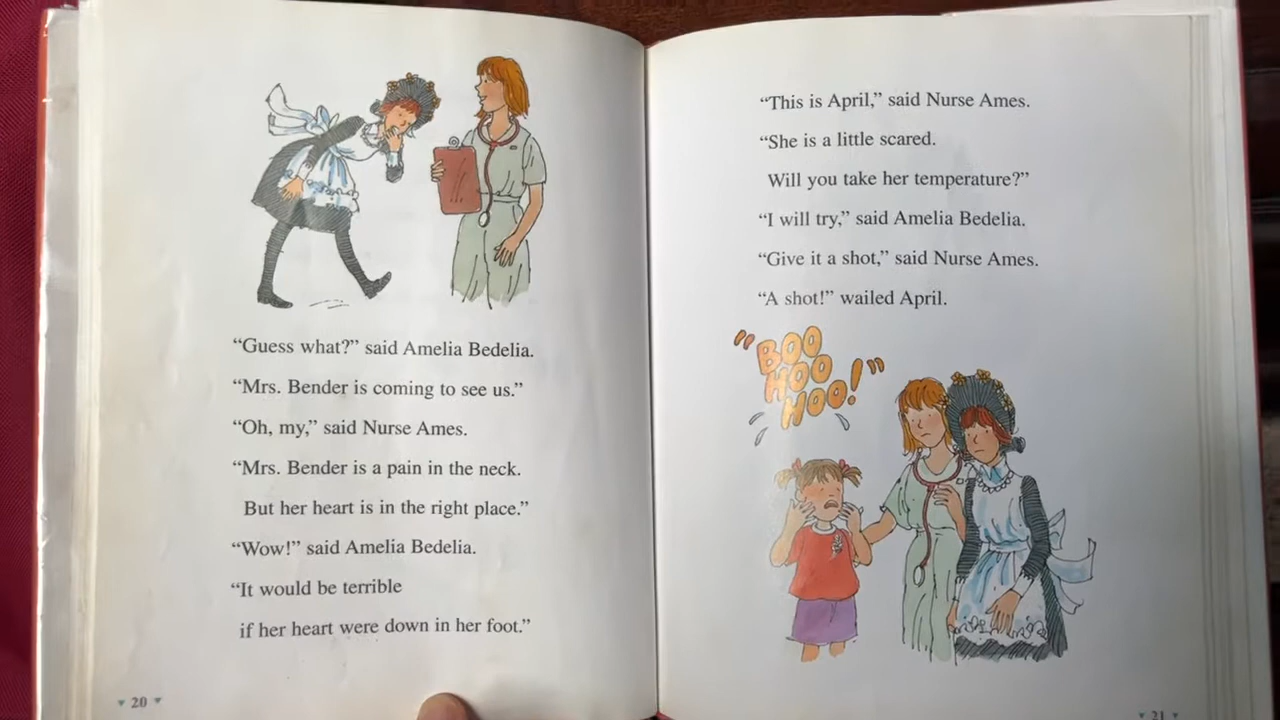 “Guess what?” said Amelia Bedelia.
“Mrs. Bender is coming to see us.”
“Oh, my,” said Nurse Ames.
“Mrs. Bender is a pain in the neck.
But her heart is in the right place.”
“Wow!” said Amelia Bedelia.
“It would be terrible
if her heart were down in her foot.”
20
“This is April,” said Nurse Ames.
“She is a little scared.
Will you take her temperature?”
“I will try,” said Amelia Bedelia.
“Give it a shot,” said Nurse Ames.
“A shot!” wailed April.
“BOO
HOO
HOO!”
21